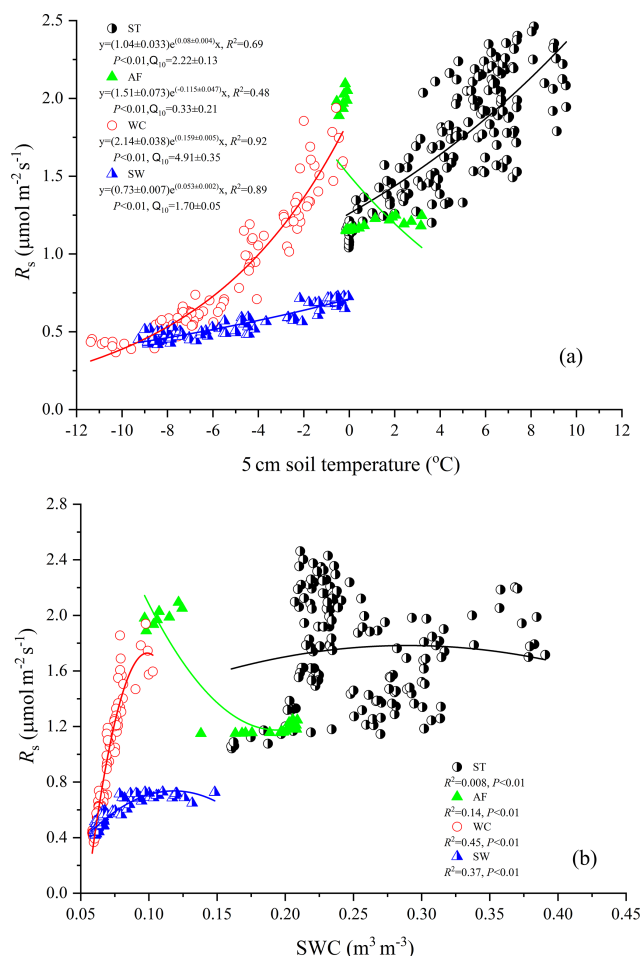 ST
y=(1.04±0.033)e^(0.08±0.004)x, R²=0.69
P<0.01,Q₁₀=2.22±0.13
AF
y=(1.51±0.073)e^(-0.115±0.047)x, R²=0.48
P<0.01,Q₁₀=0.33±0.21
WC
y=(2.14±0.038)e^(0.159±0.005)x, R²=0.92
P<0.01, Q₁₀=4.91±0.35
SW
y=(0.73±0.007)e^(0.053±0.002)x, R²=0.89
P<0.01, Q₁₀=1.70±0.05
2.5
2.0
1.5
1.0
0.5
0.0
Rs (μmol m⁻² s⁻¹)
(a)
-12 -10 -8 -6 -4 -2 0 2 4 6 8 10
5 cm soil temperature (°C)
2.8
2.4
2.0
1.6
1.2
0.8
0.4
0.0
Rs (μmol m⁻² s⁻¹)
ST
R²=0.008, P<0.01
AF
R²=0.14, P<0.01
WC
R²=0.45, P<0.01
SW
R²=0.37, P<0.01
(b)
0.05 0.10 0.15 0.20 0.25 0.30 0.35 0.40 0.45
SWC (m³ m⁻³)